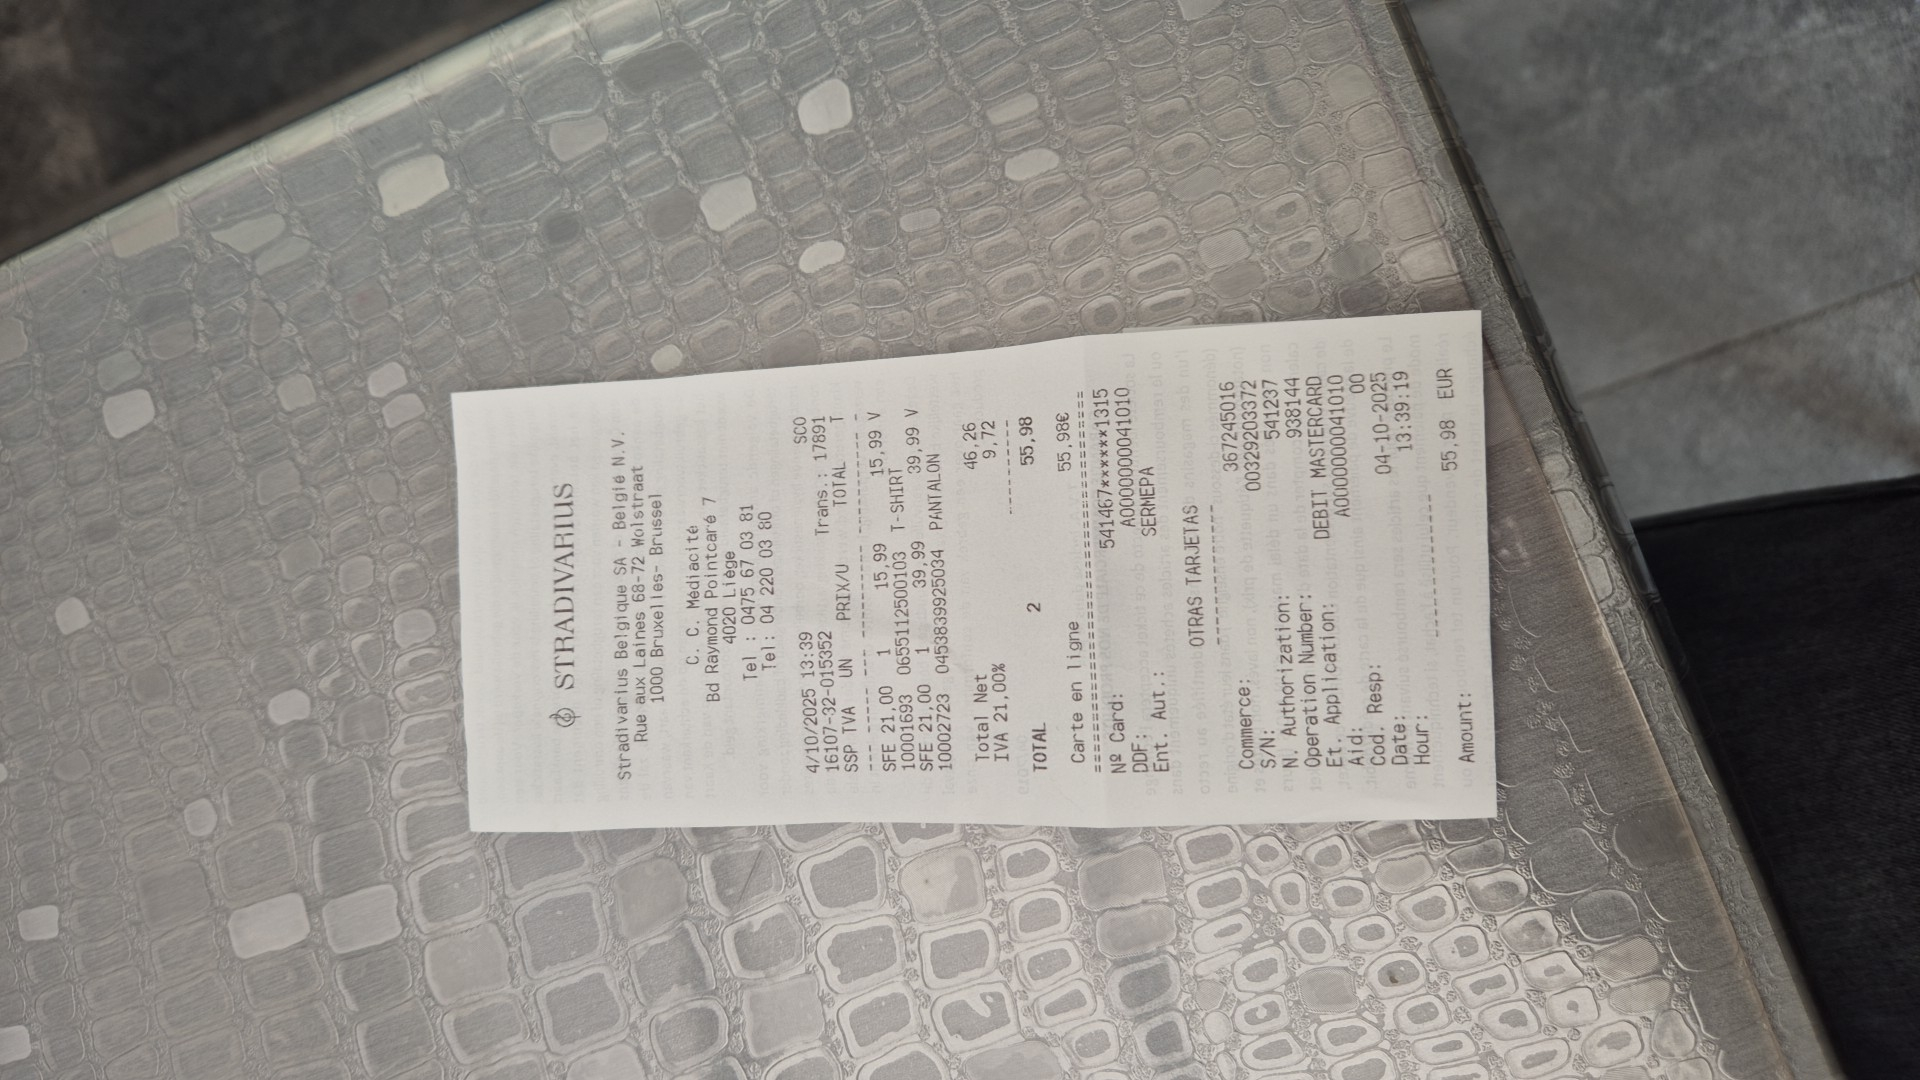 STRADIVARIUS
Stradivarius Belgique SA - België N.V.
Rue aux Laines 68-72 Wolstraat
1000 Bruxelles- Brussel
C. C. Médiacité
Bd Raymond Pointcaré 7
4020 Liège
Tel : 0475 67 03 81
Tel: 04 220 03 80
SCO
4/10/2025 13:39 Trans.: 17891
16107-32-015352
SSP TVA UN PRIX/U TOTAL T
SFE 21,00 1 15,99 15,99 V
10001693 0655112500103 T-SHIRT
SFE 21,00 1 39,99 39,99 V
10002723 0453839925034 PANTALON
Total Net 46,26
IVA 21,00% 9,72
TOTAL 2 55,98
Carte en ligne 55,98€
Nº Card: 541467******1315
DDF: A0000000041010
Ent. Aut.: SERMEPA
OTRAS TARJETAS
Commerce: 367245016
S/N: 0032920372
N. Authorization: 541237
Operation Number: 938144
Et. Application: DEBIT MASTERCARD
Aid: A0000000041010
Cod. Resp: 00
Date: 04-10-2025
Hour: 13:39:19
Amount: 55,98 EUR